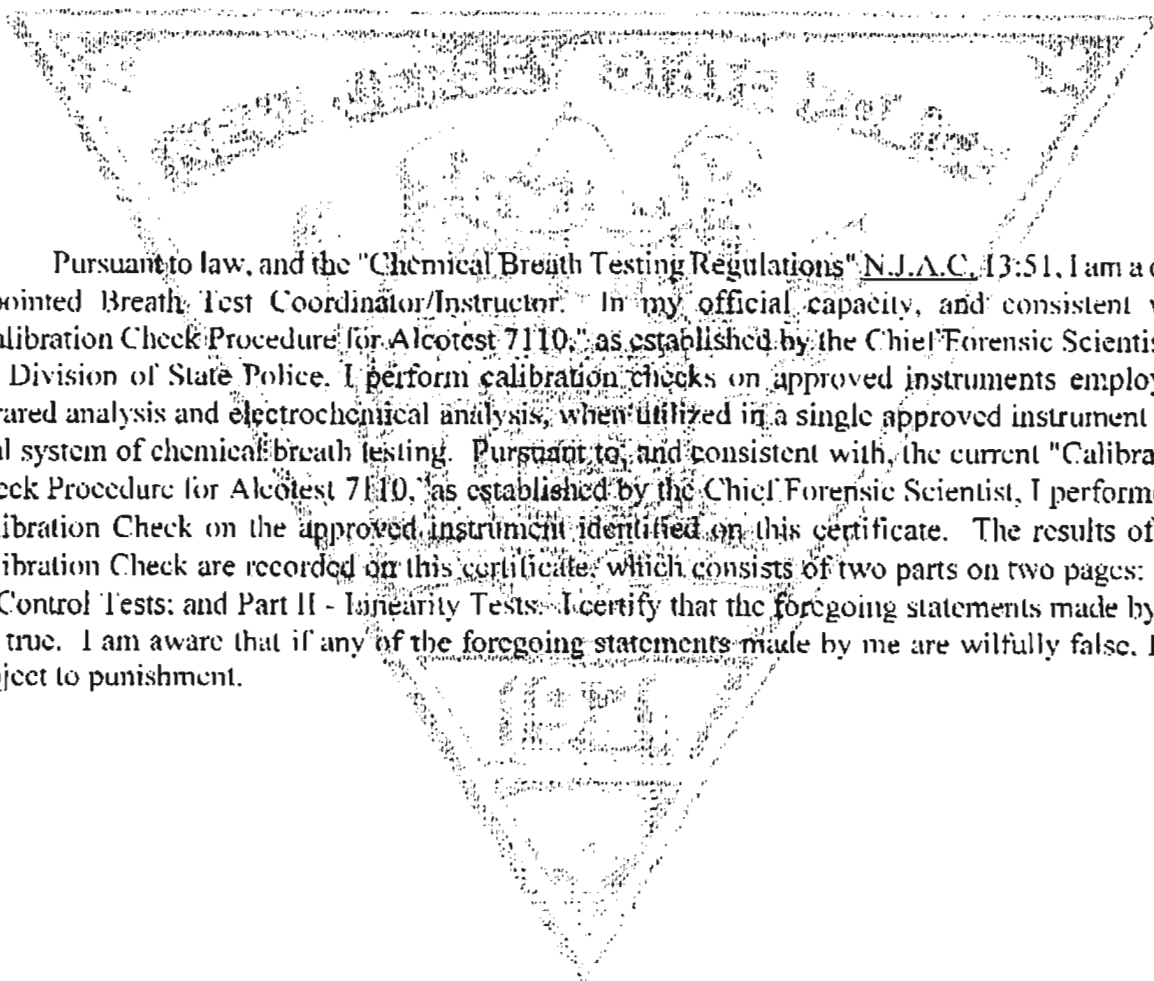 Pursuant to law, and the "Chemical Breath Testing Regulations" N.J.A.C. 13:51, I am a
pointed Breath Test Coordinator/Instructor. In my official capacity, and consistent
libration Check Procedure for Alcotest 7110," as established by the Chief Forensic Scientis
Division of State Police, I perform calibration checks on approved instruments employ
ared analysis and electrochemical analysis, when utilized in a single approved instrument
l system of chemical breath testing. Pursuant to, and consistent with, the current "Calibra
eck Procedure for Alcotest 7110," as established by the Chief Forensic Scientist, I perform
libration Check on the approved instrument identified on this certificate. The results of
libration Check are recorded on this certificate, which consists of two parts on two pages:
Control Tests; and Part II - Linearity Tests. I certify that the foregoing statements made by
true. I am aware that if any of the foregoing statements made by me are wilfully false, I
ject to punishment.